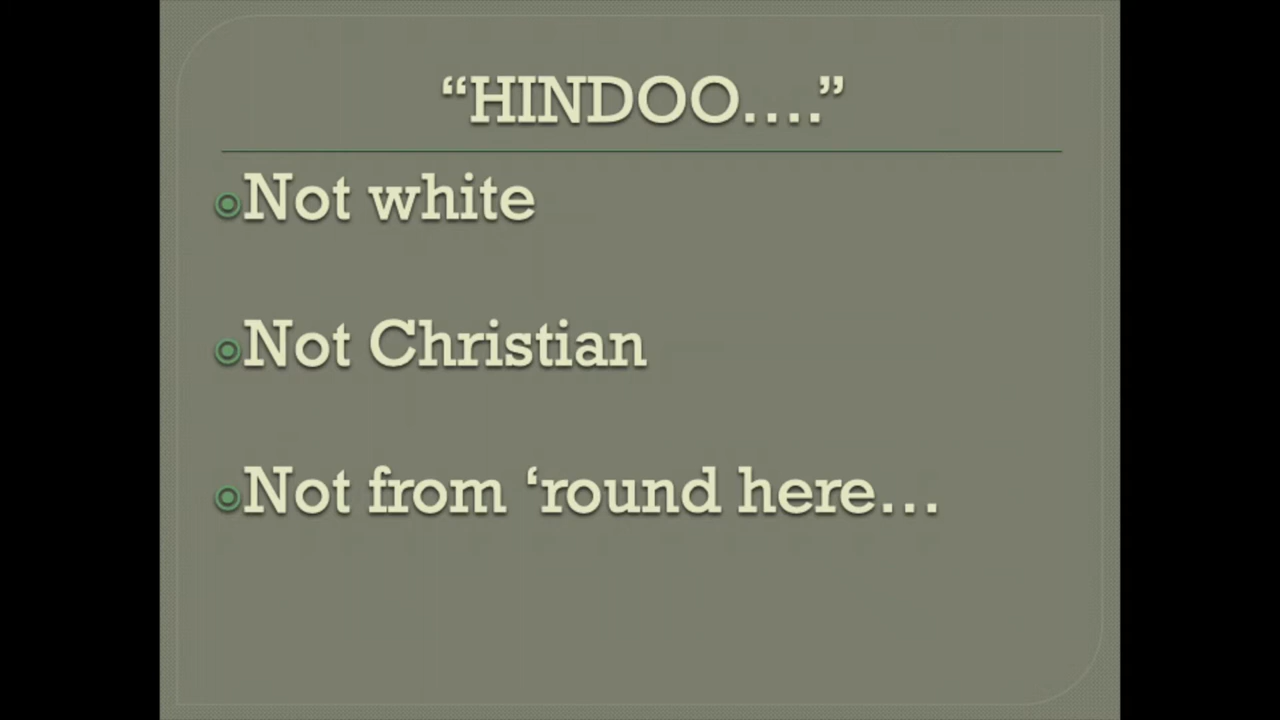 “HINDOO....”
Not white
Not Christian
Not from ‘round here...